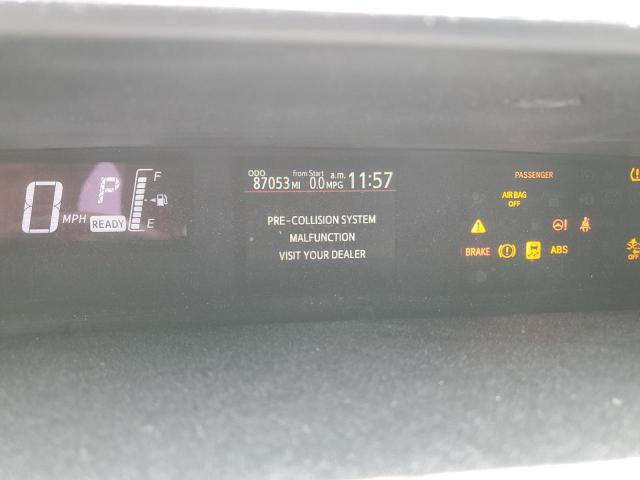 0 MPH
P
READY
F
E
ODO 87053 MI
From Start 0.0 MPG
a.m. 11:57
PRE-COLLISION SYSTEM
MALFUNCTION
VISIT YOUR DEALER
PASSENGER
AIR BAG
OFF
BRAKE
ABS
OFF